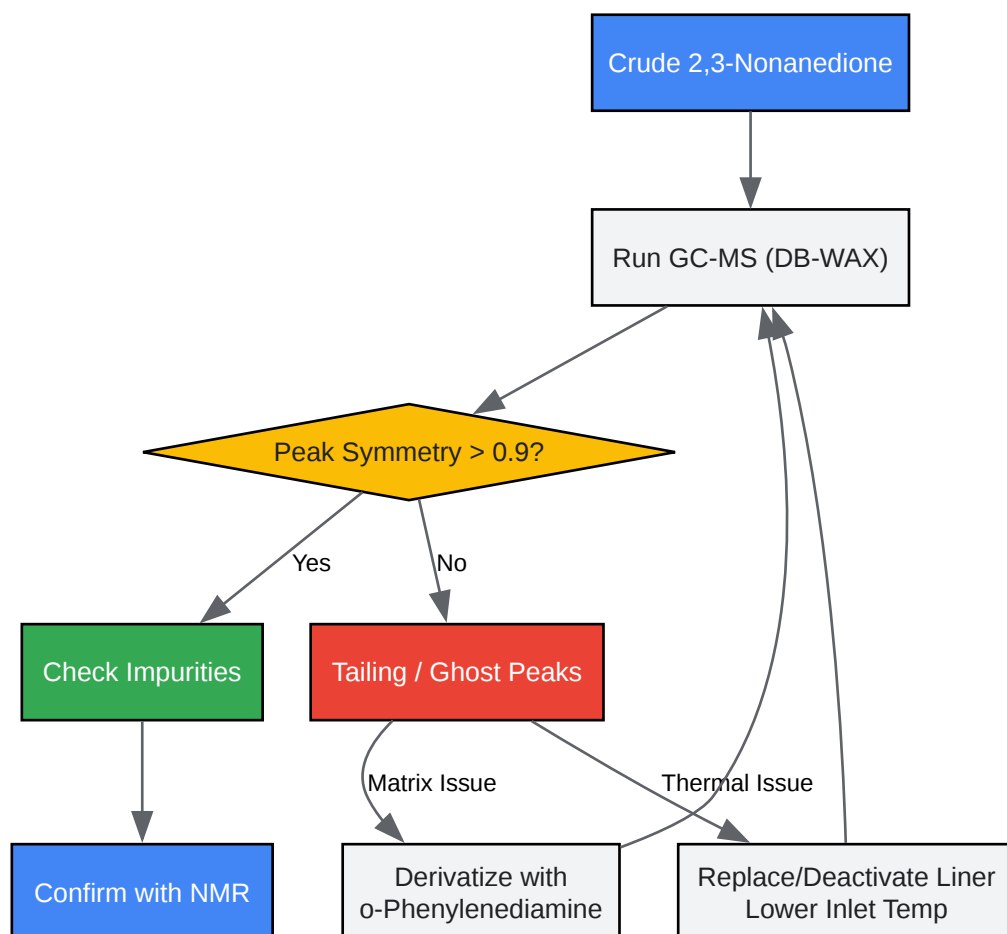 Crude 2,3-Nonanedione
Run GC-MS (DB-WAX)
Peak Symmetry > 0.9?
Yes
No
Check Impurities
Tailing / Ghost Peaks
Matrix Issue
Thermal Issue
Confirm with NMR
Derivatize with
o-Phenylenediamine
Replace/Deactivate Liner
Lower Inlet Temp